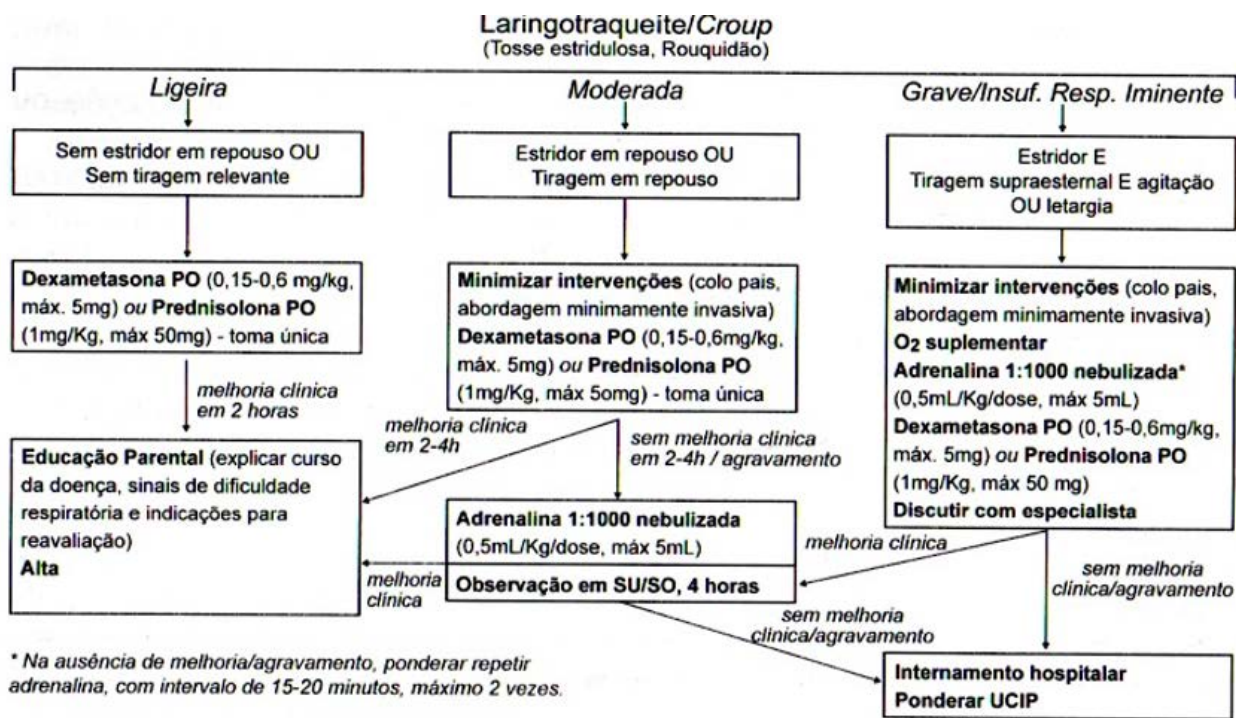 Laringotraqueite/Croup
(Tosse estridulosa, Rouquidão)
Ligeira
Moderada
Grave/Insuf. Resp. Iminente
Sem estridor em repouso OU
Sem tiragem relevante
Estridor em repouso OU
Tiragem em repouso
Estridor E
Tiragem supraesternal E agitação
OU letargia
Dexametasona PO (0,15-0,6 mg/kg,
máx. 5mg) ou Prednisolona PO
(1mg/Kg, máx 50mg) - toma única
Minimizar intervenções (colo pais,
abordagem minimamente invasiva)
Dexametasona PO (0,15-0,6mg/kg,
máx. 5mg) ou Prednisolona PO
(1mg/Kg, máx 5omg) - toma única
Minimizar intervenções (colo pais,
abordagem minimamente invasiva)
O2 suplementar
Adrenalina 1:1000 nebulizada*
(0,5mL/Kg/dose, máx 5mL)
Dexametasona PO (0,15-0,6mg/kg,
máx. 5mg) ou Prednisolona PO
(1mg/Kg, máx 50 mg)
Discutir com especialista
melhoria clínica
em 2 horas
melhoria clínica
em 2-4h
sem melhoria clínica
em 2-4h / agravamento
Educação Parental (explicar curso
da doença, sinais de dificuldade
respiratória e indicações para
reavaliação)
Alta
Adrenalina 1:1000 nebulizada
(0,5mL/Kg/dose, máx 5mL)
Observação em SU/SO, 4 horas
melhoria clínica
melhoria
clínica
sem melhoria
clínica/agravamento
sem melhoria
clínica/agravamento
Internamento hospitalar
Ponderar UCIP
* Na ausência de melhoria/agravamento, ponderar repetir
adrenalina, com intervalo de 15-20 minutos, máximo 2 vezes.